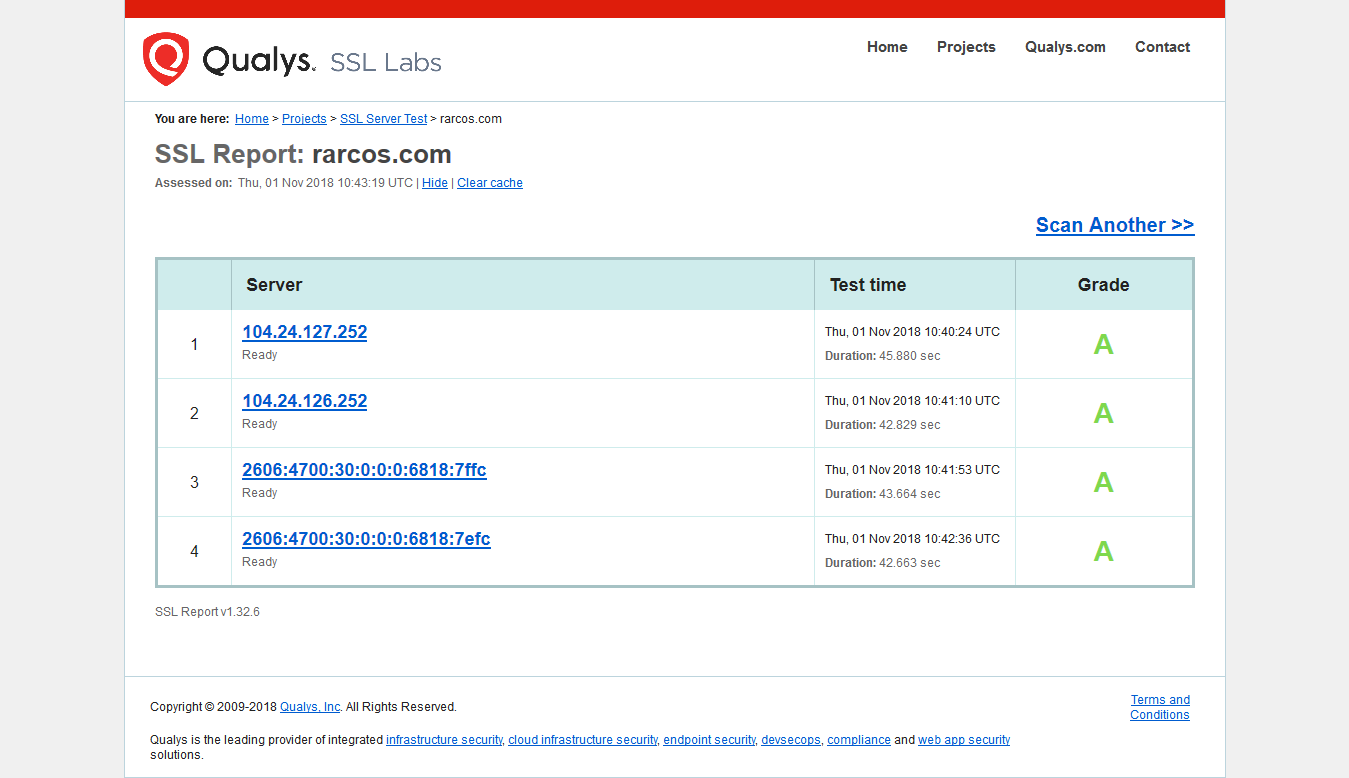 Qualys. SSL Labs
Home Projects Qualys.com Contact
You are here: Home > Projects > SSL Server Test > rarcos.com
SSL Report: rarcos.com
Assessed on: Thu, 01 Nov 2018 10:43:19 UTC | Hide | Clear cache
Scan Another >>
Server Test time Grade
1 104.24.127.252 Thu, 01 Nov 2018 10:40:24 UTC A
Ready Duration: 45.880 sec
2 104.24.126.252 Thu, 01 Nov 2018 10:41:10 UTC A
Ready Duration: 42.829 sec
3 2606:4700:30:0:0:0:6818:7ffc Thu, 01 Nov 2018 10:41:53 UTC A
Ready Duration: 43.664 sec
4 2606:4700:30:0:0:0:6818:7efc Thu, 01 Nov 2018 10:42:36 UTC A
Ready Duration: 42.663 sec
SSL Report v1.32.6
Copyright © 2009-2018 Qualys, Inc. All Rights Reserved.
Terms and
Conditions
Qualys is the leading provider of integrated infrastructure security, cloud infrastructure security, endpoint security, devsecops, compliance and web app security
solutions.